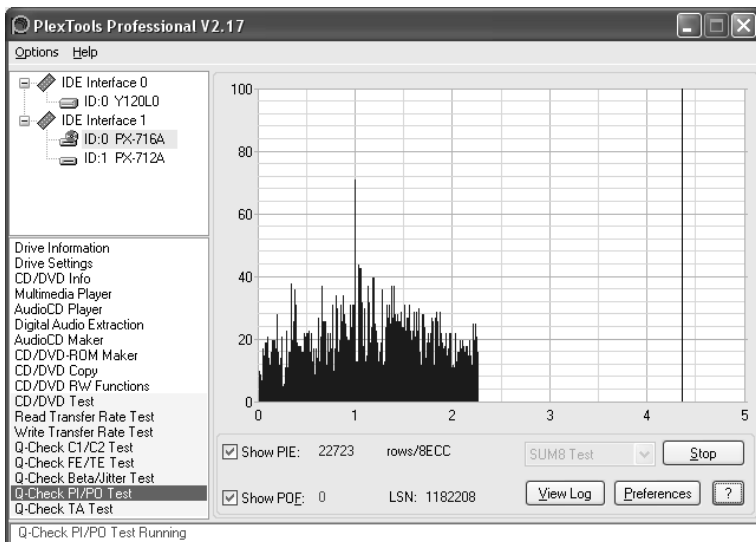 PlexTools Professional V2.17
Options Help
IDE Interface 0
ID:0 Y120L0
IDE Interface 1
ID:0 PX-716A
ID:1 PX-712A
Drive Information
Drive Settings
CD/DVD Info
Multimedia Player
AudioCD Player
Digital Audio Extraction
AudioCD Maker
CD/DVD-ROM Maker
CD/DVD Copy
CD/DVD RW Functions
CD/DVD Test
Read Transfer Rate Test
Write Transfer Rate Test
Q-Check C1/C2 Test
Q-Check FE/TE Test
Q-Check Beta/Jitter Test
Q-Check PI/PO Test
Q-Check TA Test
100
80
60
40
20
0
0 1 2 3 4 5
Show PIE: 22723 rows/8ECC SUM8 Test Stop
Show POF: 0 LSN: 1182208 View Log Preferences ?
Q-Check PI/PO Test Running